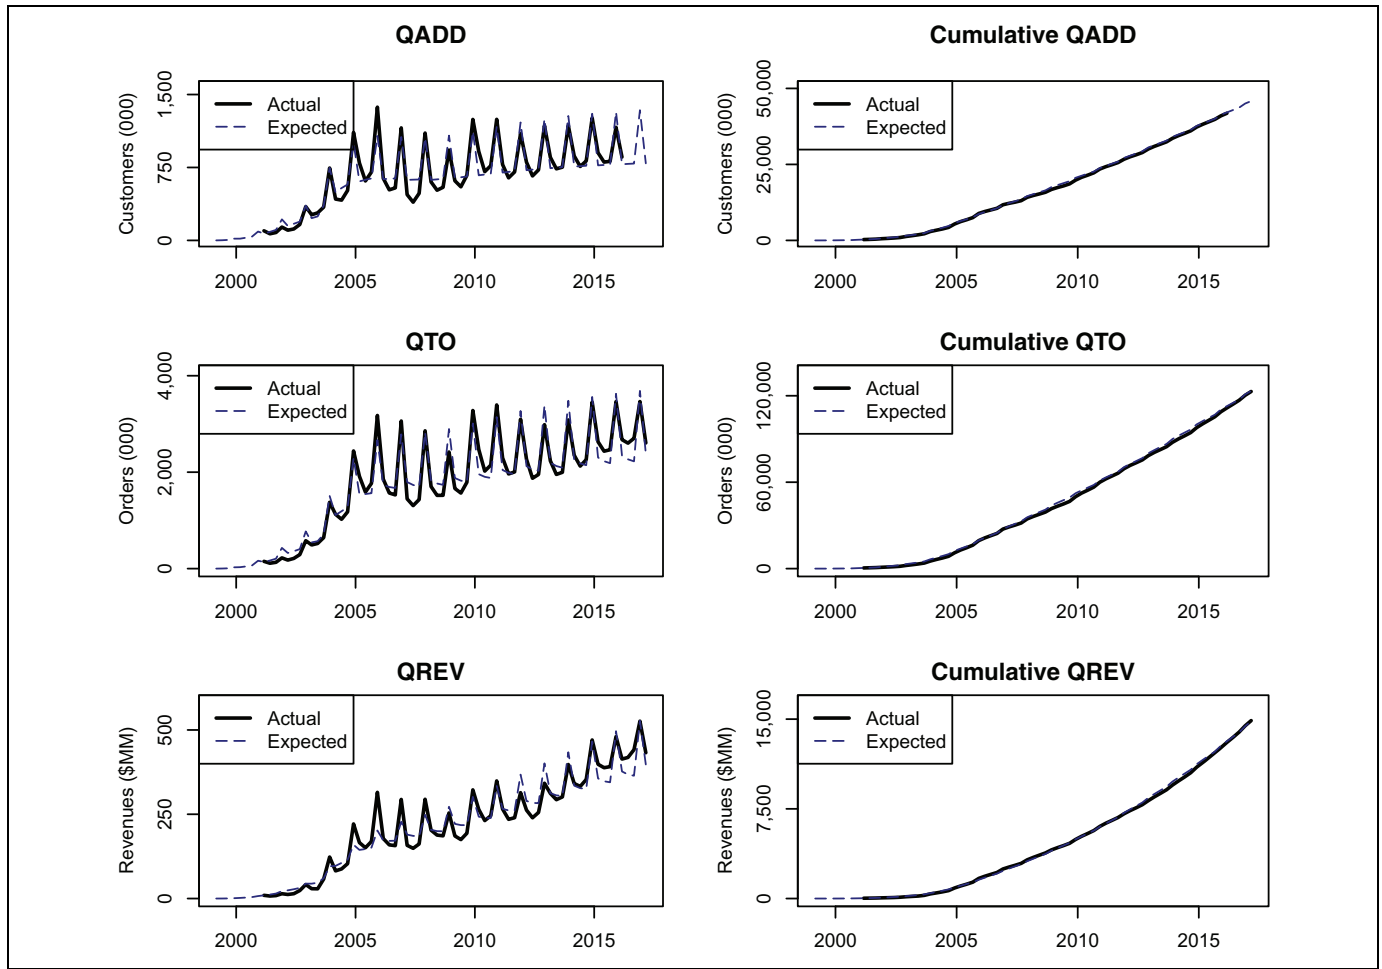 QADD
Customers (000)
1,500
750
0
Actual
Expected
2000 2005 2010 2015
Cumulative QADD
Customers (000)
50,000
25,000
0
Actual
Expected
2000 2005 2010 2015
QTO
Orders (000)
4,000
2,000
0
Actual
Expected
2000 2005 2010 2015
Cumulative QTO
Orders (000)
120,000
60,000
0
Actual
Expected
2000 2005 2010 2015
QREV
Revenues ($MM)
500
250
0
Actual
Expected
2000 2005 2010 2015
Cumulative QREV
Revenues ($MM)
15,000
7,500
0
Actual
Expected
2000 2005 2010 2015